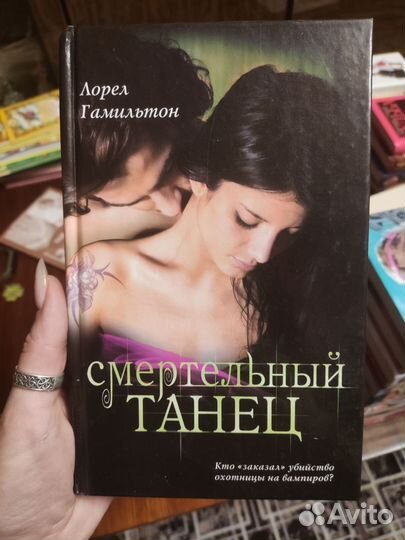 Лорел
Гамильтон
смертельный
ТАНЕЦ
Кто «заказал» убийство
охотницы на вампиров?
Avito